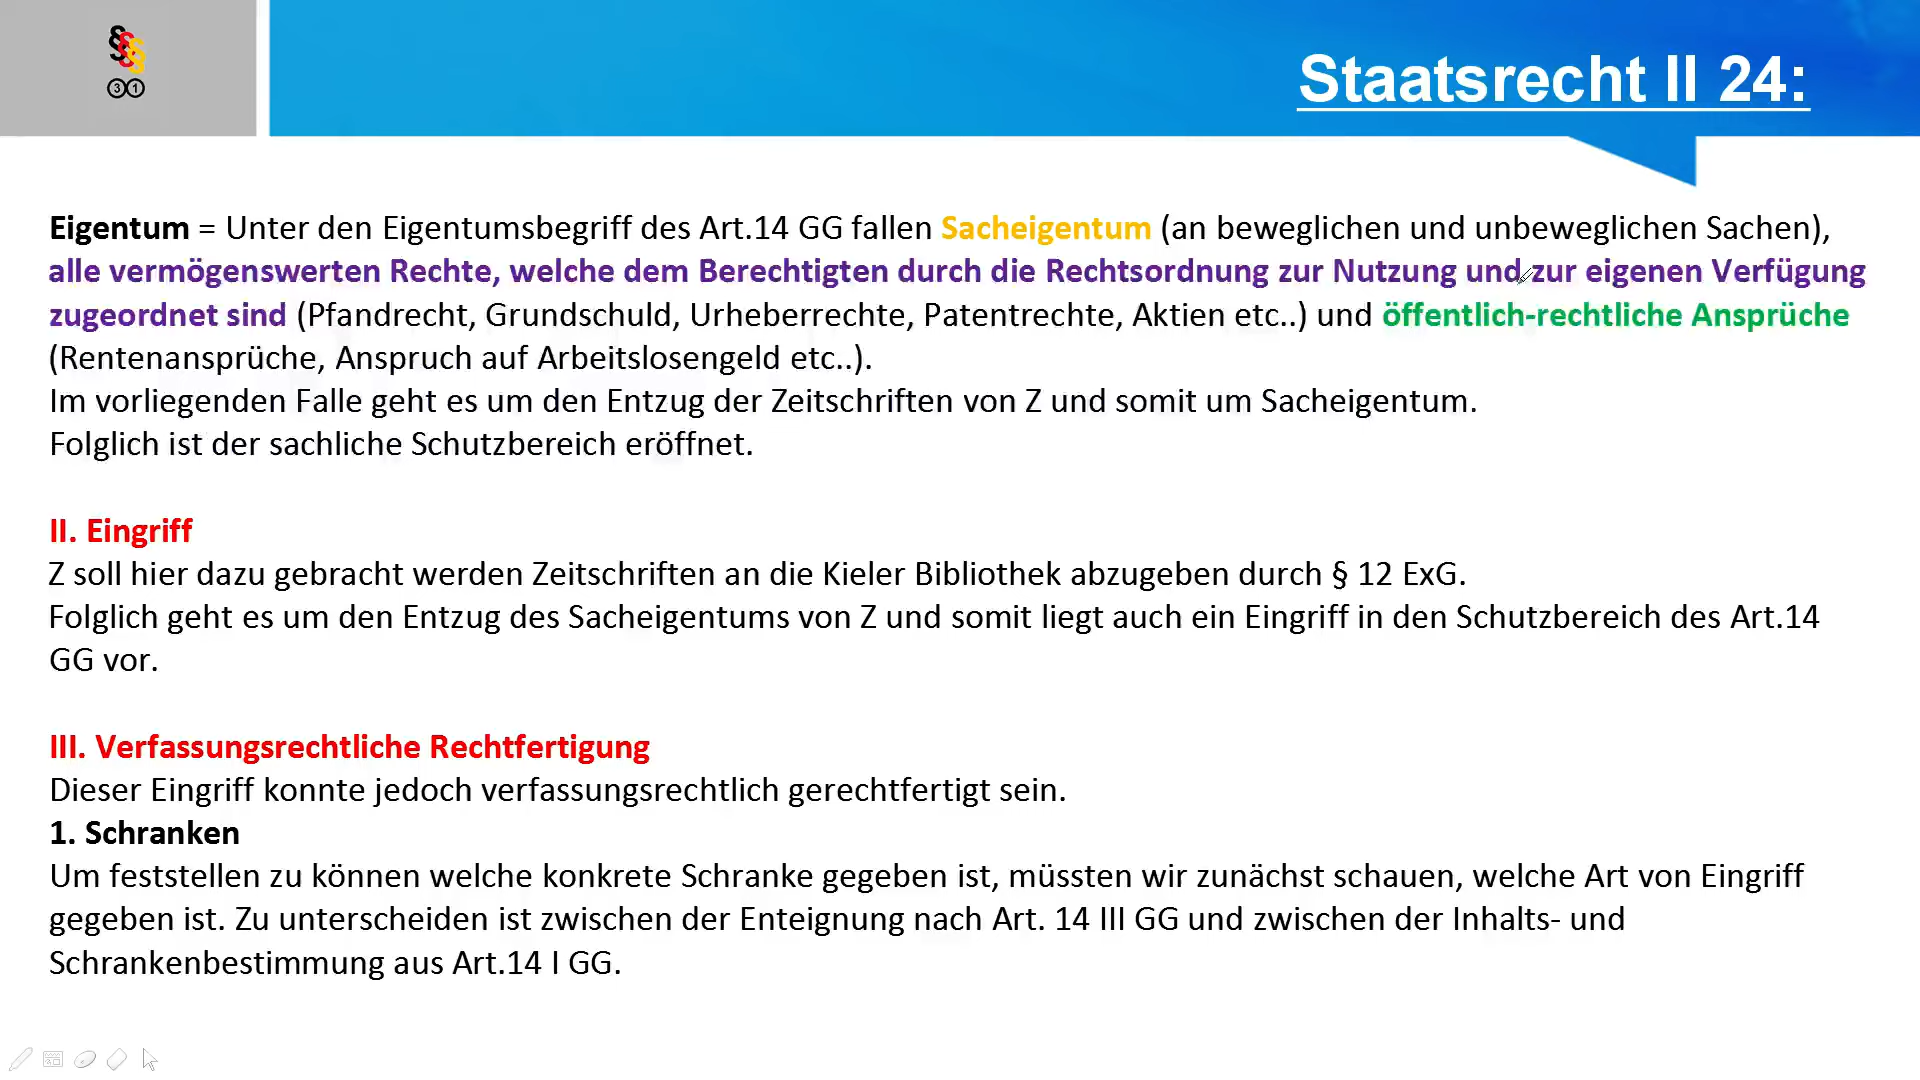 §§§
31
Staatsrecht II 24:
Eigentum = Unter den Eigentumsbegriff des Art.14 GG fallen Sacheigentum (an beweglichen und unbeweglichen Sachen),
alle vermögenswerten Rechte, welche dem Berechtigten durch die Rechtsordnung zur Nutzung und zur eigenen Verfügung
zugeordnet sind (Pfandrecht, Grundschuld, Urheberrechte, Patentrechte, Aktien etc..) und öffentlich-rechtliche Ansprüche
(Rentenansprüche, Anspruch auf Arbeitslosengeld etc..).
Im vorliegenden Falle geht es um den Entzug der Zeitschriften von Z und somit um Sacheigentum.
Folglich ist der sachliche Schutzbereich eröffnet.
II. Eingriff
Z soll hier dazu gebracht werden Zeitschriften an die Kieler Bibliothek abzugeben durch § 12 ExG.
Folglich geht es um den Entzug des Sacheigentums von Z und somit liegt auch ein Eingriff in den Schutzbereich des Art.14
GG vor.
III. Verfassungsrechtliche Rechtfertigung
Dieser Eingriff konnte jedoch verfassungsrechtlich gerechtfertigt sein.
1. Schranken
Um feststellen zu können welche konkrete Schranke gegeben ist, müssten wir zunächst schauen, welche Art von Eingriff
gegeben ist. Zu unterscheiden ist zwischen der Enteignung nach Art. 14 III GG und zwischen der Inhalts- und
Schrankenbestimmung aus Art.14 I GG.